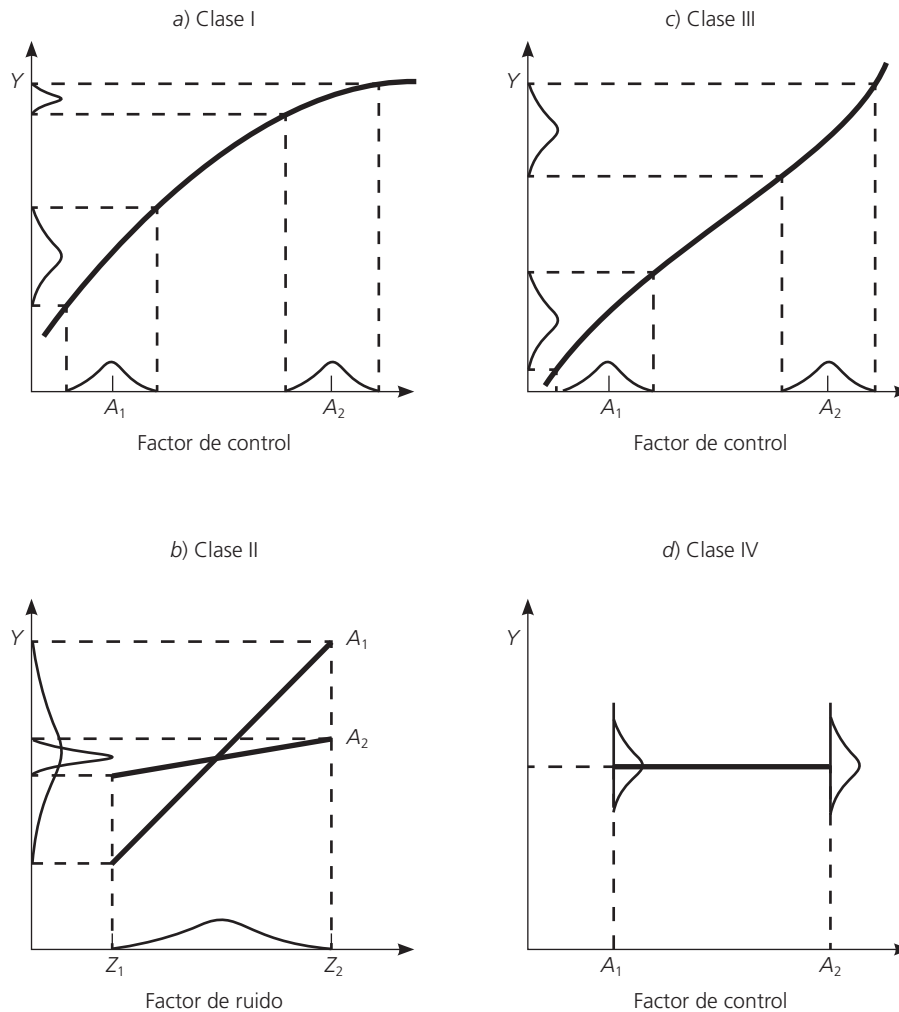 a) Clase I
Y
A1
A2
Factor de control
c) Clase III
Y
A1
A2
Factor de control
b) Clase II
Y
A1
A2
Z1
Z2
Factor de ruido
d) Clase IV
Y
A1
A2
Factor de control